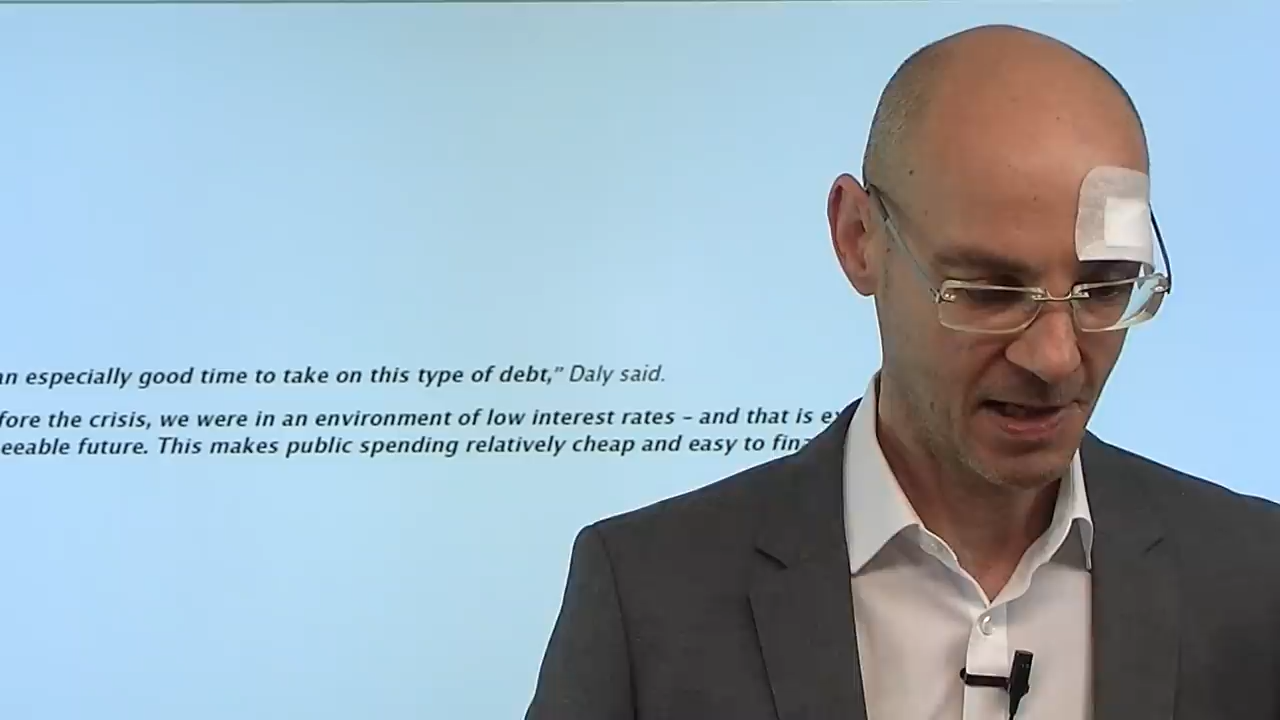 an especially good time to take on this type of debt,” Daly said.
fore the crisis, we were in an environment of low interest rates – and that is
eeable future. This makes public spending relatively cheap and easy to